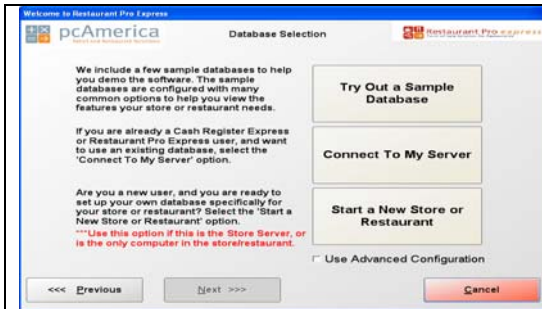 Welcome to Restaurant Pro Express
pcAmerica
Database Selection
Restaurant Pro express
We include a few sample databases to help
you demo the software. The sample
databases are configured with many
common options to help you view the
features your store or restaurant needs.
Try Out a Sample
Database
If you are already a Cash Register Express
or Restaurant Pro Express user, and want
to use an existing database, select the
'Connect To My Server' option.
Connect To My Server
Are you a new user, and you are ready to
set up your own database specifically for
your store or restaurant? Select the 'Start a
New Store or Restaurant' option.
***Use this option if this is the Store Server, or
is the only computer in the store/restaurant.
Start a New Store or
Restaurant
Use Advanced Configuration
<<< Previous
Next >>>
Cancel